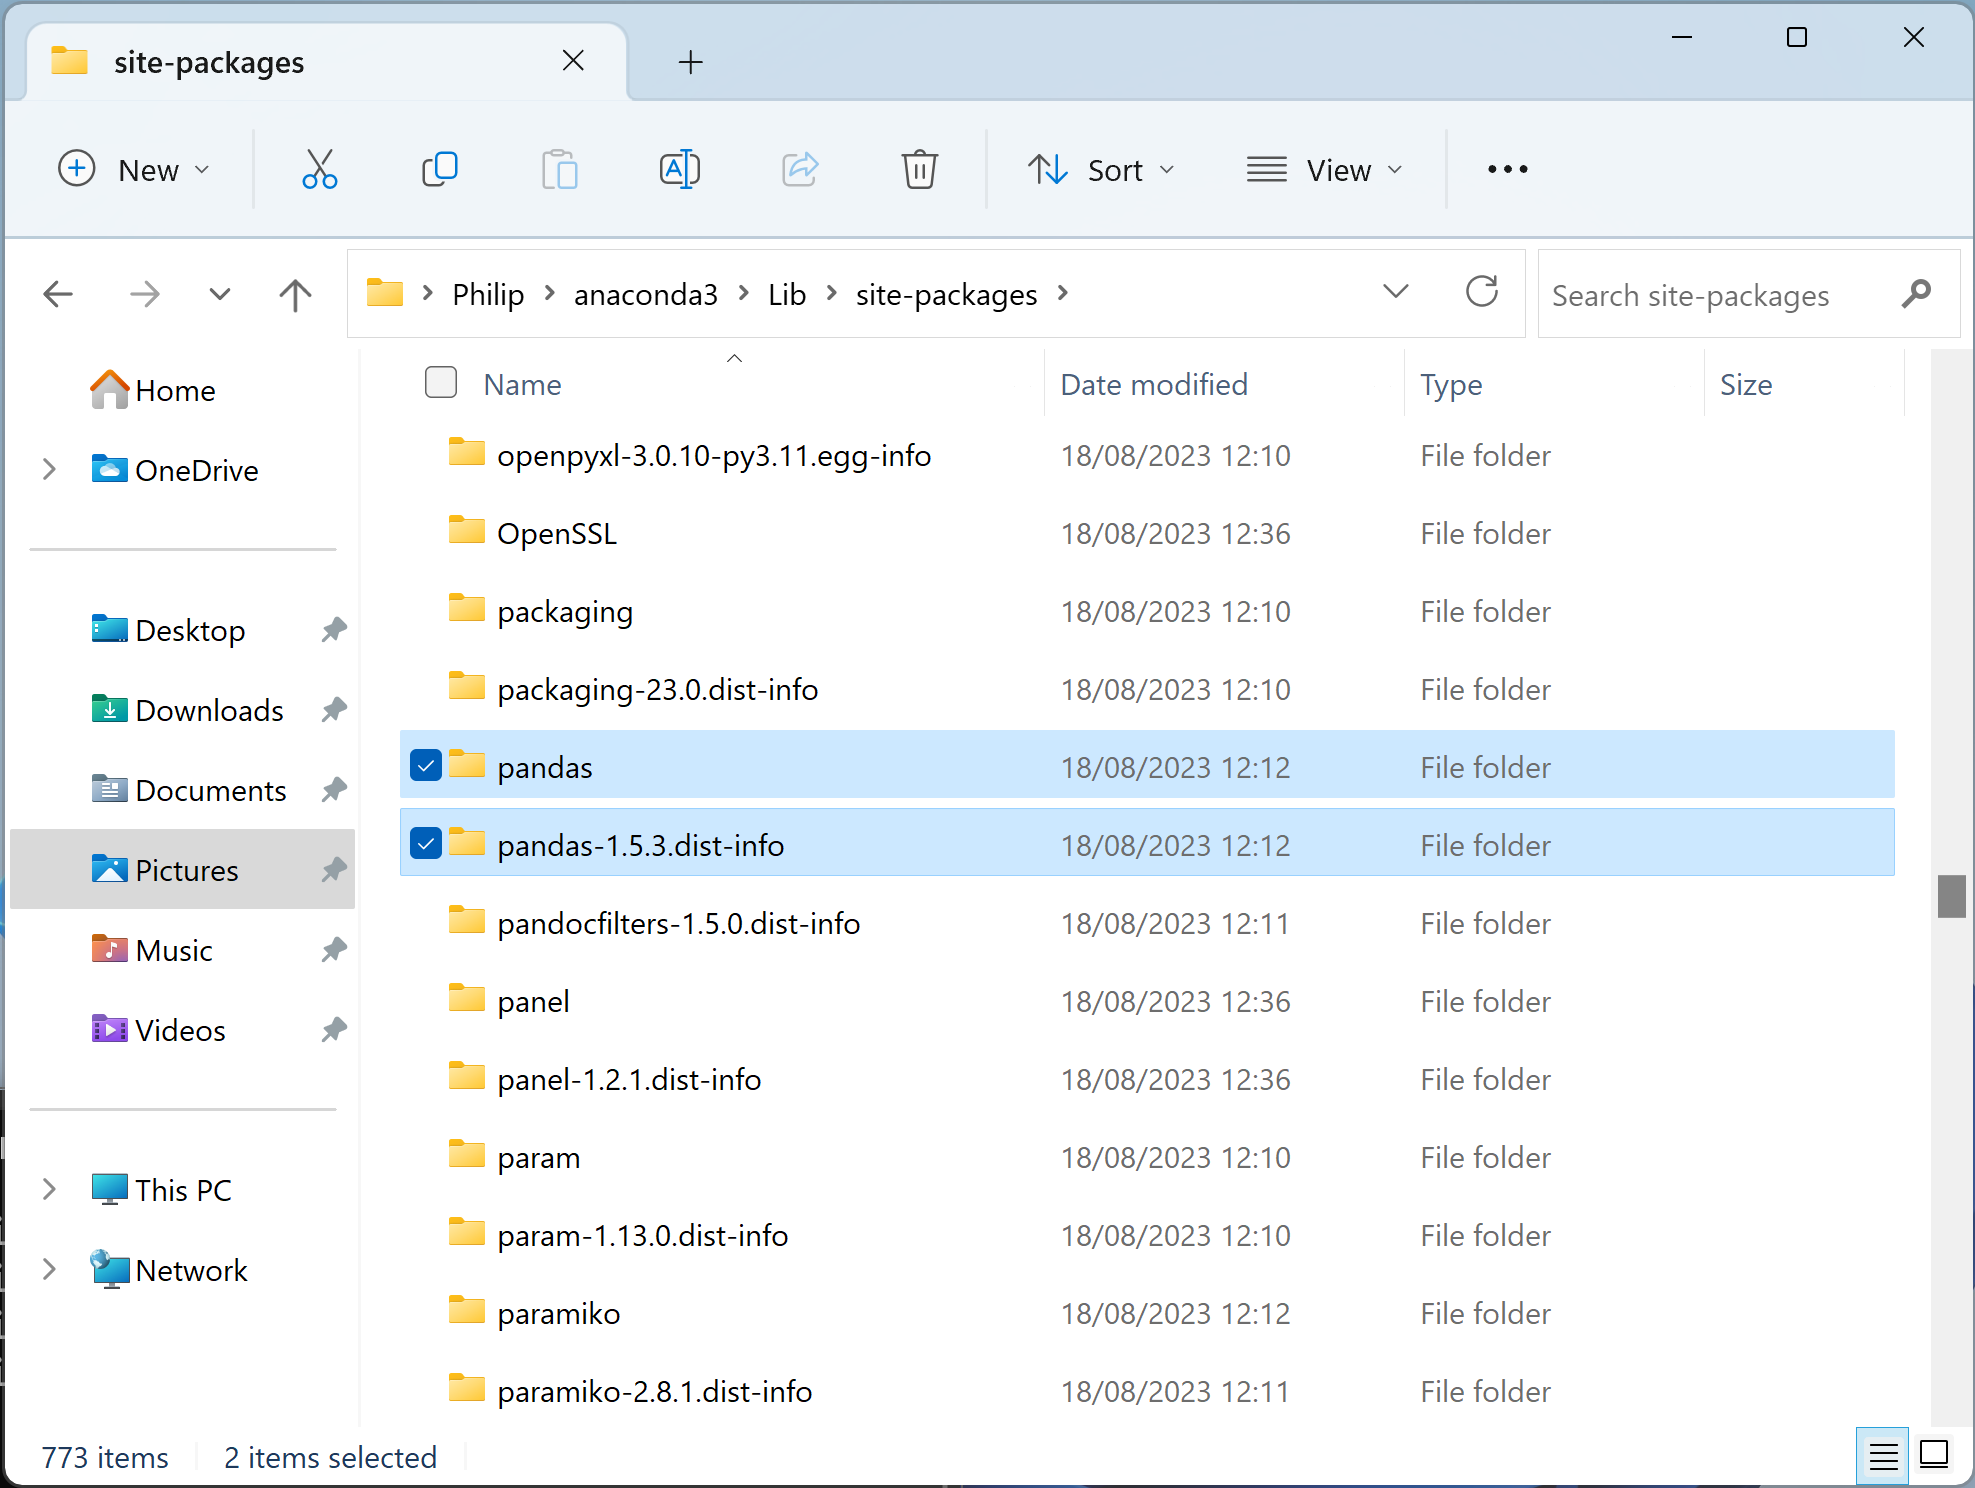 site-packages
New
Sort
View
Philip anaconda3 Lib site-packages
Search site-packages
Home
OneDrive
Desktop
Downloads
Documents
Pictures
Music
Videos
This PC
Network
Name Date modified Type Size
openpyxl-3.0.10-py3.11.egg-info 18/08/2023 12:10 File folder
OpenSSL 18/08/2023 12:36 File folder
packaging 18/08/2023 12:10 File folder
packaging-23.0.dist-info 18/08/2023 12:10 File folder
pandas 18/08/2023 12:12 File folder
pandas-1.5.3.dist-info 18/08/2023 12:12 File folder
pandocfilters-1.5.0.dist-info 18/08/2023 12:11 File folder
panel 18/08/2023 12:36 File folder
panel-1.2.1.dist-info 18/08/2023 12:36 File folder
param 18/08/2023 12:10 File folder
param-1.13.0.dist-info 18/08/2023 12:10 File folder
paramiko 18/08/2023 12:12 File folder
paramiko-2.8.1.dist-info 18/08/2023 12:11 File folder
773 items 2 items selected